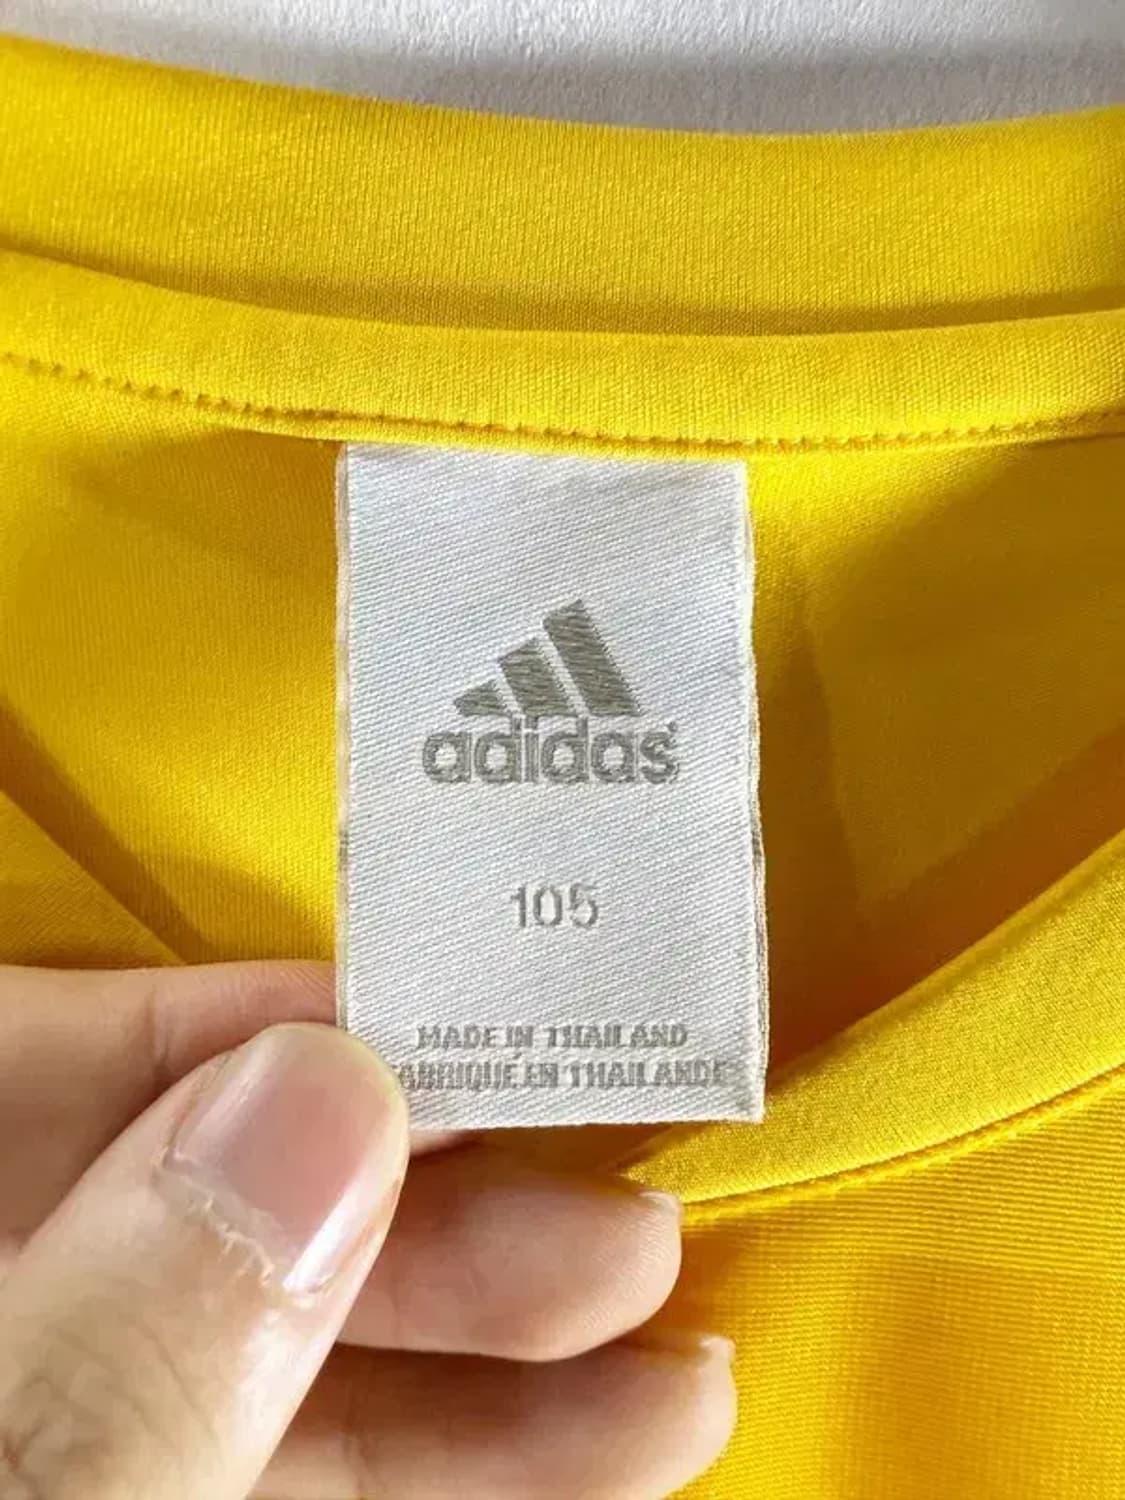 adidas
105
MADE IN THAILAND
FABRIQUÉ EN THAILANDE